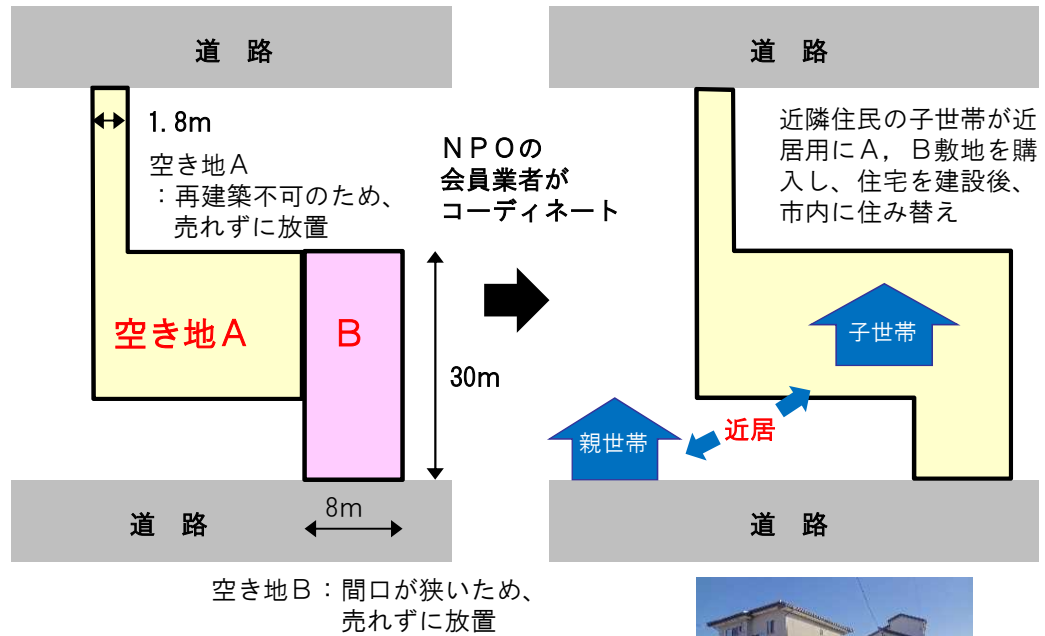 道　路
1.8m
空き地Ａ
：再建築不可のため、
売れずに放置
空き地Ａ
Ｂ
30m
8m
道　路
空き地Ｂ：間口が狭いため、
売れずに放置
ＮＰＯの
会員業者が
コーディネート
道　路
近隣住民の子世帯が近
居用にＡ，Ｂ敷地を購
入し、住宅を建設後、
市内に住み替え
子世帯
近居
親世帯
道　路